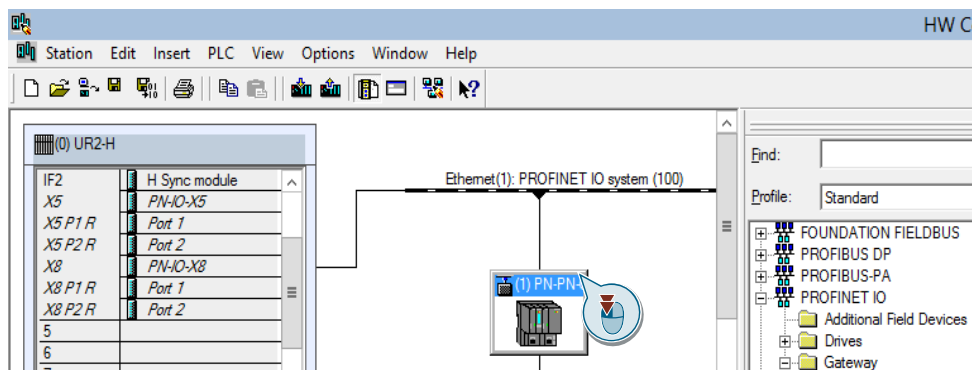 HW C
Station Edit Insert PLC View Options Window Help
(0) UR2-H
IF2 H Sync module
X5 PN-IO-X5
X5 P1 R Port 1
X5 P2 R Port 2
X8 PN-IO-X8
X8 P1 R Port 1
X8 P2 R Port 2
5
6
Ethernet(1): PROFINET IO system (100)
(1) PN-PN-
Find:
Profile: Standard
FOUNDATION FIELDBUS
PROFIBUS DP
PROFIBUS-PA
PROFINET IO
Additional Field Devices
Drives
Gateway